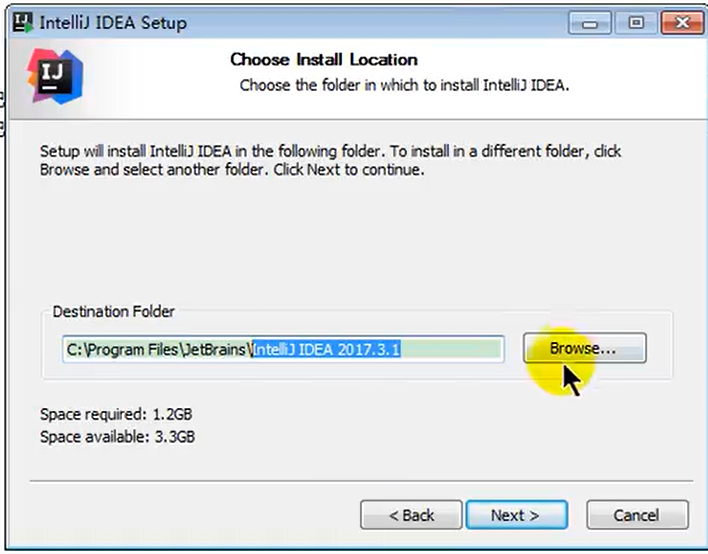 IntelliJ IDEA Setup
Choose Install Location
Choose the folder in which to install IntelliJ IDEA.
IJ
Setup will install IntelliJ IDEA in the following folder. To install in a different folder, click
Browse and select another folder. Click Next to continue.
Destination Folder
C:\Program Files\JetBrains\IntelliJ IDEA 2017.3.1
Browse...
Space required: 1.2GB
Space available: 3.3GB
< Back
Next >
Cancel